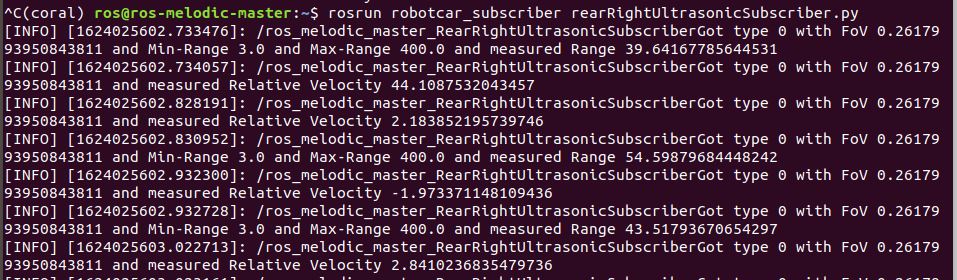 ^C(coral) ros@ros-melodic-master:~$ rosrun robotcar_subscriber rearRightUltrasonicSubscriber.py
[INFO] [1624025602.733476]: /ros_melodic_master_RearRightUltrasonicSubscriberGot type 0 with FoV 0.26179
93950843811 and Min-Range 3.0 and Max-Range 400.0 and measured Range 39.64167785644531
[INFO] [1624025602.734057]: /ros_melodic_master_RearRightUltrasonicSubscriberGot type 0 with FoV 0.26179
93950843811 and measured Relative Velocity 44.1087532043457
[INFO] [1624025602.828191]: /ros_melodic_master_RearRightUltrasonicSubscriberGot type 0 with FoV 0.26179
93950843811 and measured Relative Velocity 2.183852195739746
[INFO] [1624025602.830952]: /ros_melodic_master_RearRightUltrasonicSubscriberGot type 0 with FoV 0.26179
93950843811 and Min-Range 3.0 and Max-Range 400.0 and measured Range 54.59879684448242
[INFO] [1624025602.932300]: /ros_melodic_master_RearRightUltrasonicSubscriberGot type 0 with FoV 0.26179
93950843811 and measured Relative Velocity -1.973371148109436
[INFO] [1624025602.932728]: /ros_melodic_master_RearRightUltrasonicSubscriberGot type 0 with FoV 0.26179
93950843811 and Min-Range 3.0 and Max-Range 400.0 and measured Range 43.51793670654297
[INFO] [1624025603.022713]: /ros_melodic_master_RearRightUltrasonicSubscriberGot type 0 with FoV 0.26179
93950843811 and measured Relative Velocity 2.8410236835479736